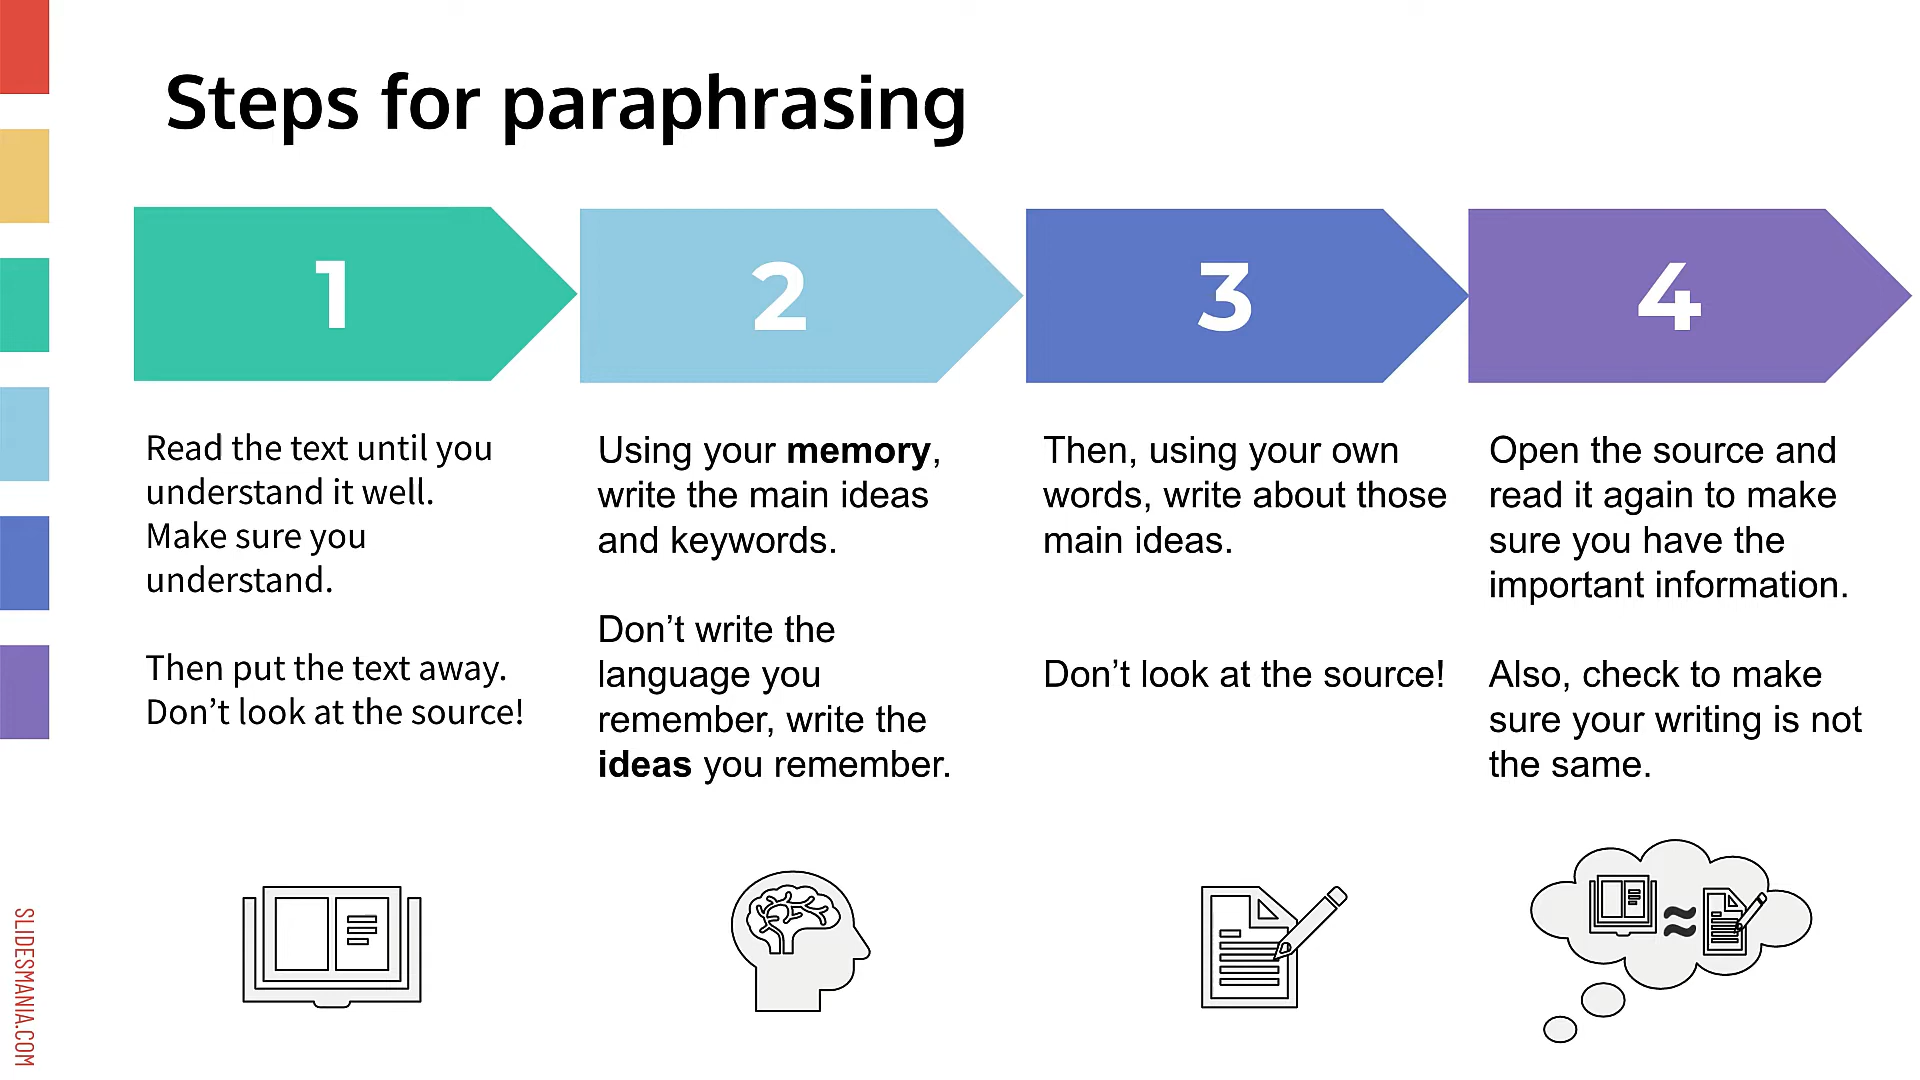 Steps for paraphrasing
1
2
3
4
Read the text until you
understand it well.
Make sure you
understand.
Then put the text away.
Don’t look at the source!
Using your memory,
write the main ideas
and keywords.
Don’t write the
language you
remember, write the
ideas you remember.
Then, using your own
words, write about those
main ideas.
Don’t look at the source!
Open the source and
read it again to make
sure you have the
important information.
Also, check to make
sure your writing is not
the same.
≈
SLIDESMANIA.COM